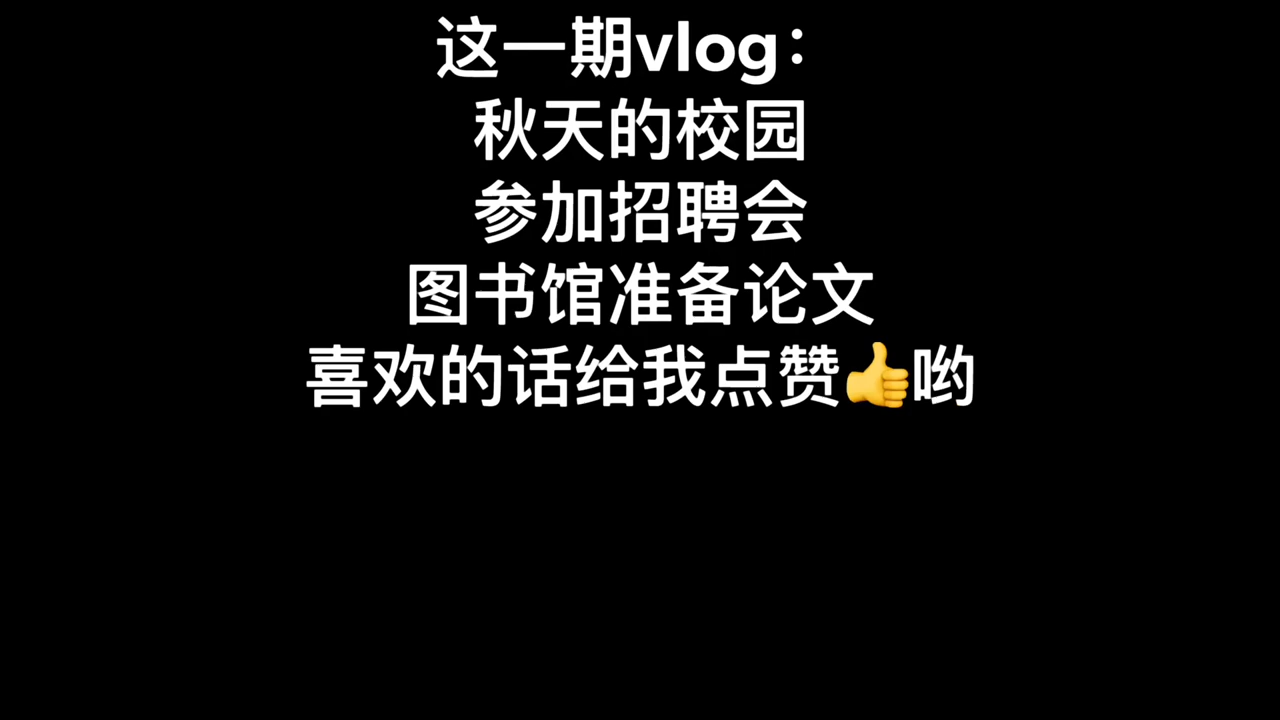 这一期vlog：
秋天的校园
参加招聘会
图书馆准备论文
喜欢的话给我点赞👍哟